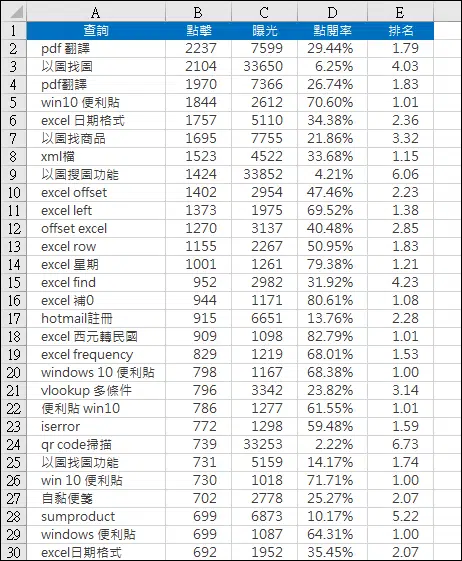 A B C D E
1 查詢 點擊 曝光 點閱率 排名
2 pdf 翻譯 2237 7599 29.44% 1.79
3 以圖找圖 2104 33650 6.25% 4.03
4 pdf翻譯 1970 7366 26.74% 1.83
5 win10 便利貼 1844 2612 70.60% 1.01
6 excel 日期格式 1757 5110 34.38% 2.36
7 以圖找商品 1695 7755 21.86% 3.32
8 xml檔 1523 4522 33.68% 1.15
9 以圖搜圖功能 1424 33852 4.21% 6.06
10 excel offset 1402 2954 47.46% 2.23
11 excel left 1373 1975 69.52% 1.38
12 offset excel 1270 3137 40.48% 2.85
13 excel row 1155 2267 50.95% 1.83
14 excel 星期 1001 1261 79.38% 1.21
15 excel find 952 2982 31.92% 4.23
16 excel 補0 944 1171 80.61% 1.08
17 hotmail註冊 915 6651 13.76% 2.28
18 excel 西元轉民國 909 1098 82.79% 1.01
19 excel frequency 829 1219 68.01% 1.53
20 windows 10 便利貼 798 1167 68.38% 1.00
21 vlookup 多條件 796 3342 23.82% 3.14
22 便利貼 win10 786 1277 61.55% 1.01
23 iserror 772 1298 59.48% 1.59
24 qr code掃描 739 33253 2.22% 6.73
25 以圖找圖功能 731 5159 14.17% 1.74
26 win 10 便利貼 730 1018 71.71% 1.00
27 自黏便箋 702 2778 25.27% 2.07
28 sumproduct 699 6873 10.17% 5.22
29 windows 便利貼 699 1087 64.31% 1.00
30 excel日期格式 692 1952 35.45% 2.07